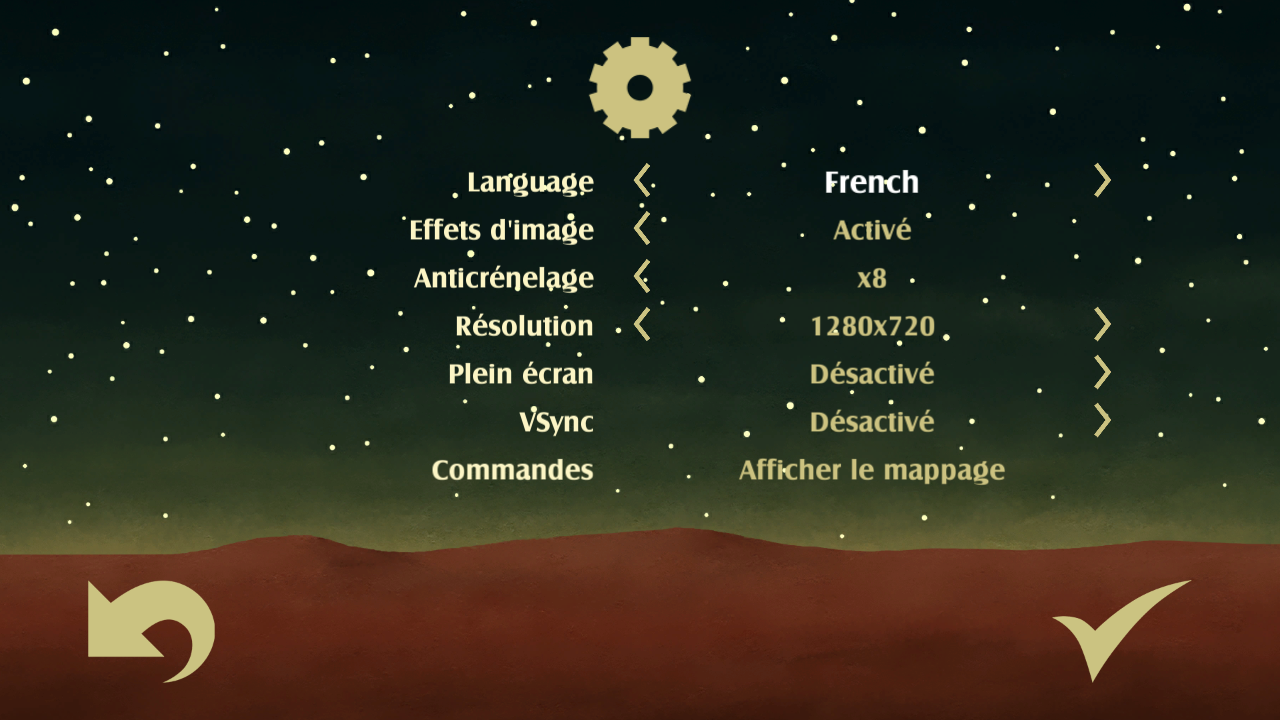 Language French
Effets d'image Activé
Anticrénelage x8
Résolution 1280x720
Plein écran Désactivé
VSync Désactivé
Commandes Afficher le mappage